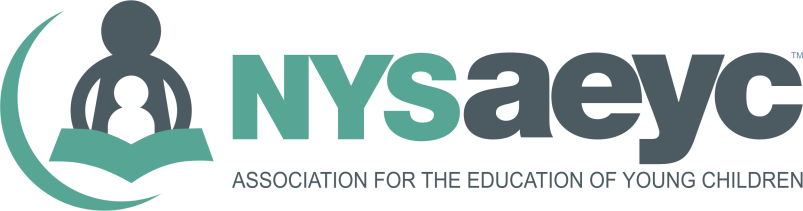 NYSaeyc™
ASSOCIATION FOR THE EDUCATION OF YOUNG CHILDREN